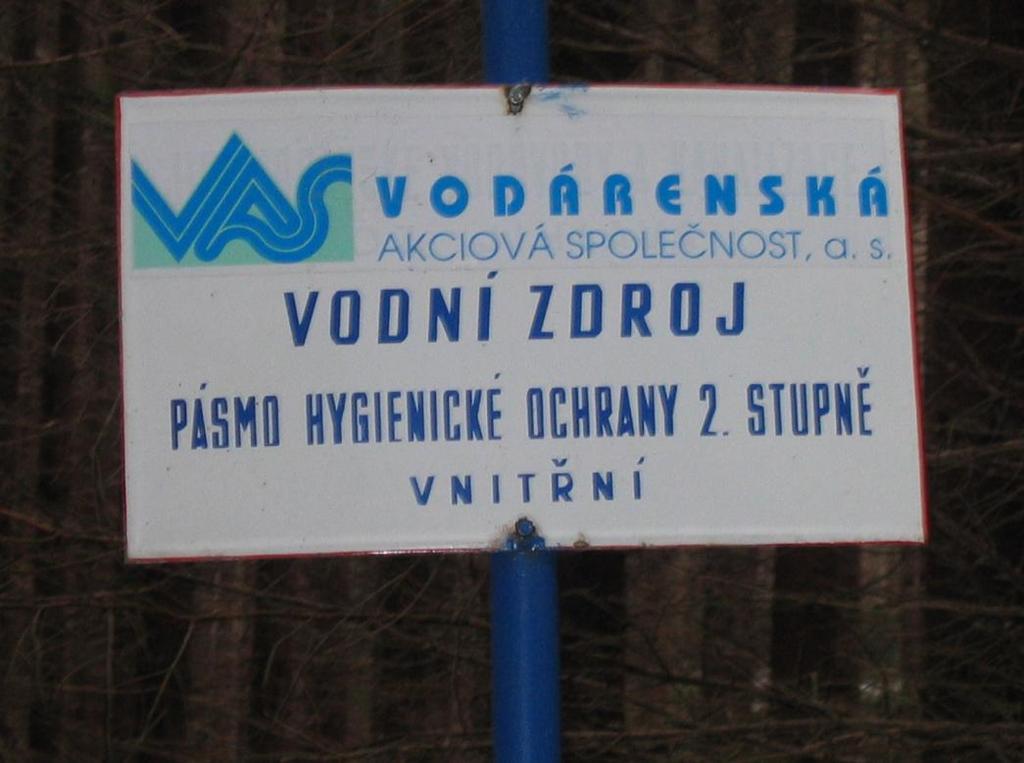 VAS
VODÁRENSKÁ
AKCIOVÁ SPOLEČNOST, a. s.
VODNÍ ZDROJ
PÁSMO HYGIENICKÉ OCHRANY 2. STUPNĚ
VNITŘNÍ